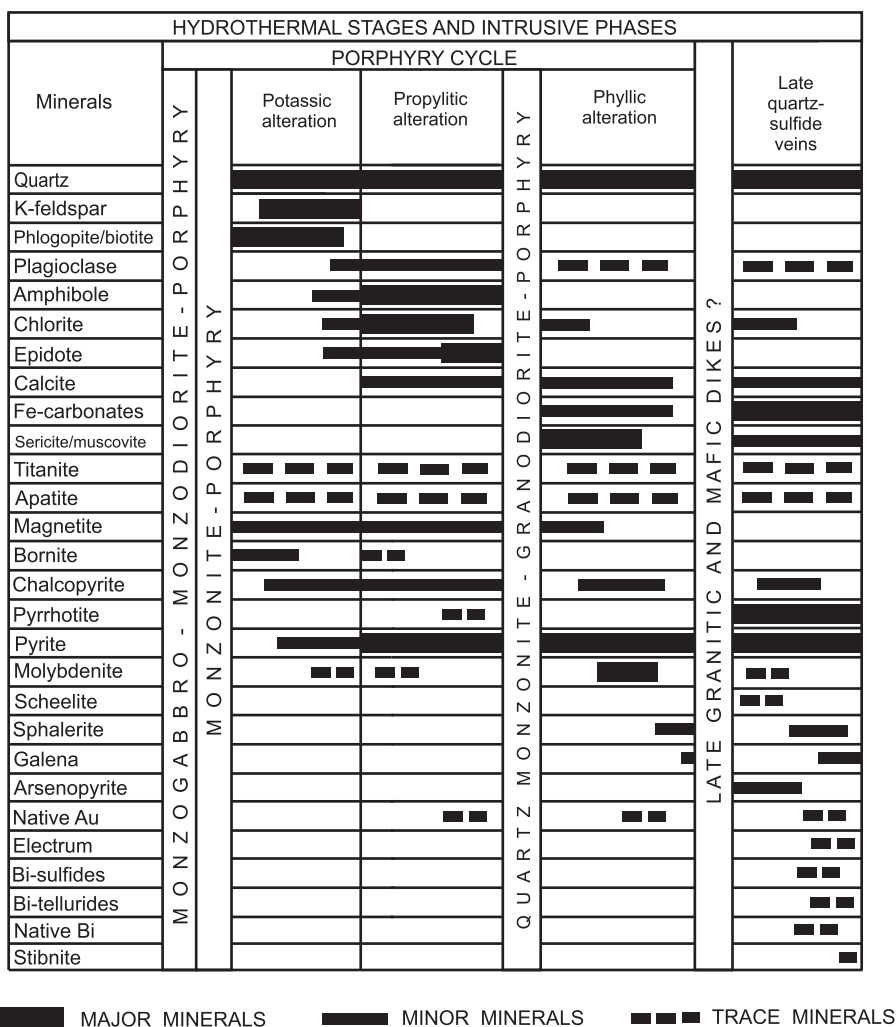 HYDROTHERMAL STAGES AND INTRUSIVE PHASES
PORPHYRY CYCLE
Minerals
MONZOGABBRO - MONZODIORITE-PORPHYRY
MONZONITE-PORPHYRY
Potassic
alteration
Propylitic
alteration
QUARTZ MONZONITE - GRANODIORITE-PORPHYRY
Phyllic
alteration
LATE GRANITIC AND MAFIC DIKES?
Late
quartz-
sulfide
veins
Quartz
K-feldspar
Phlogopite/biotite
Plagioclase
Amphibole
Chlorite
Epidote
Calcite
Fe-carbonates
Sericite/muscovite
Titanite
Apatite
Magnetite
Bornite
Chalcopyrite
Pyrrhotite
Pyrite
Molybdenite
Scheelite
Sphalerite
Galena
Arsenopyrite
Native Au
Electrum
Bi-sulfides
Bi-tellurides
Native Bi
Stibnite
MAJOR MINERALS
MINOR MINERALS
TRACE MINERALS